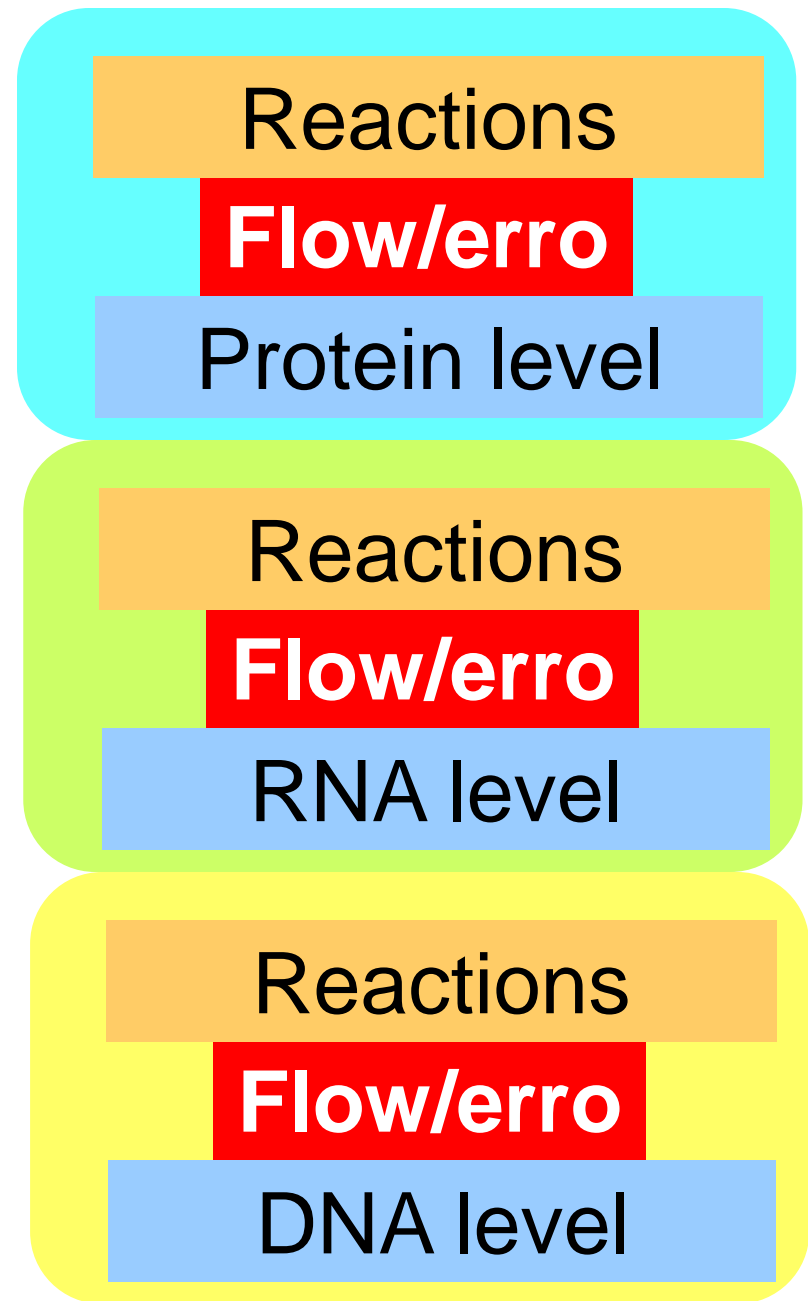 Reactions
Flow/erro
Protein level
Reactions
Flow/erro
RNA level
Reactions
Flow/erro
DNA level